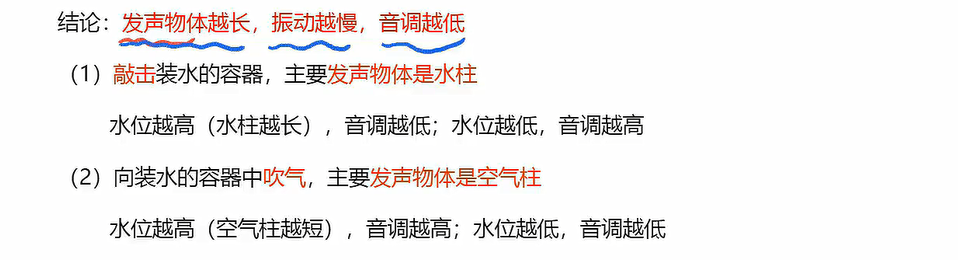 结论：发声物体越长，振动越慢，音调越低
（1）敲击装水的容器，主要发声物体是水柱
水位越高（水柱越长），音调越低；水位越低，音调越高
（2）向装水的容器中吹气，主要发声物体是空气柱
水位越高（空气柱越短），音调越高；水位越低，音调越低